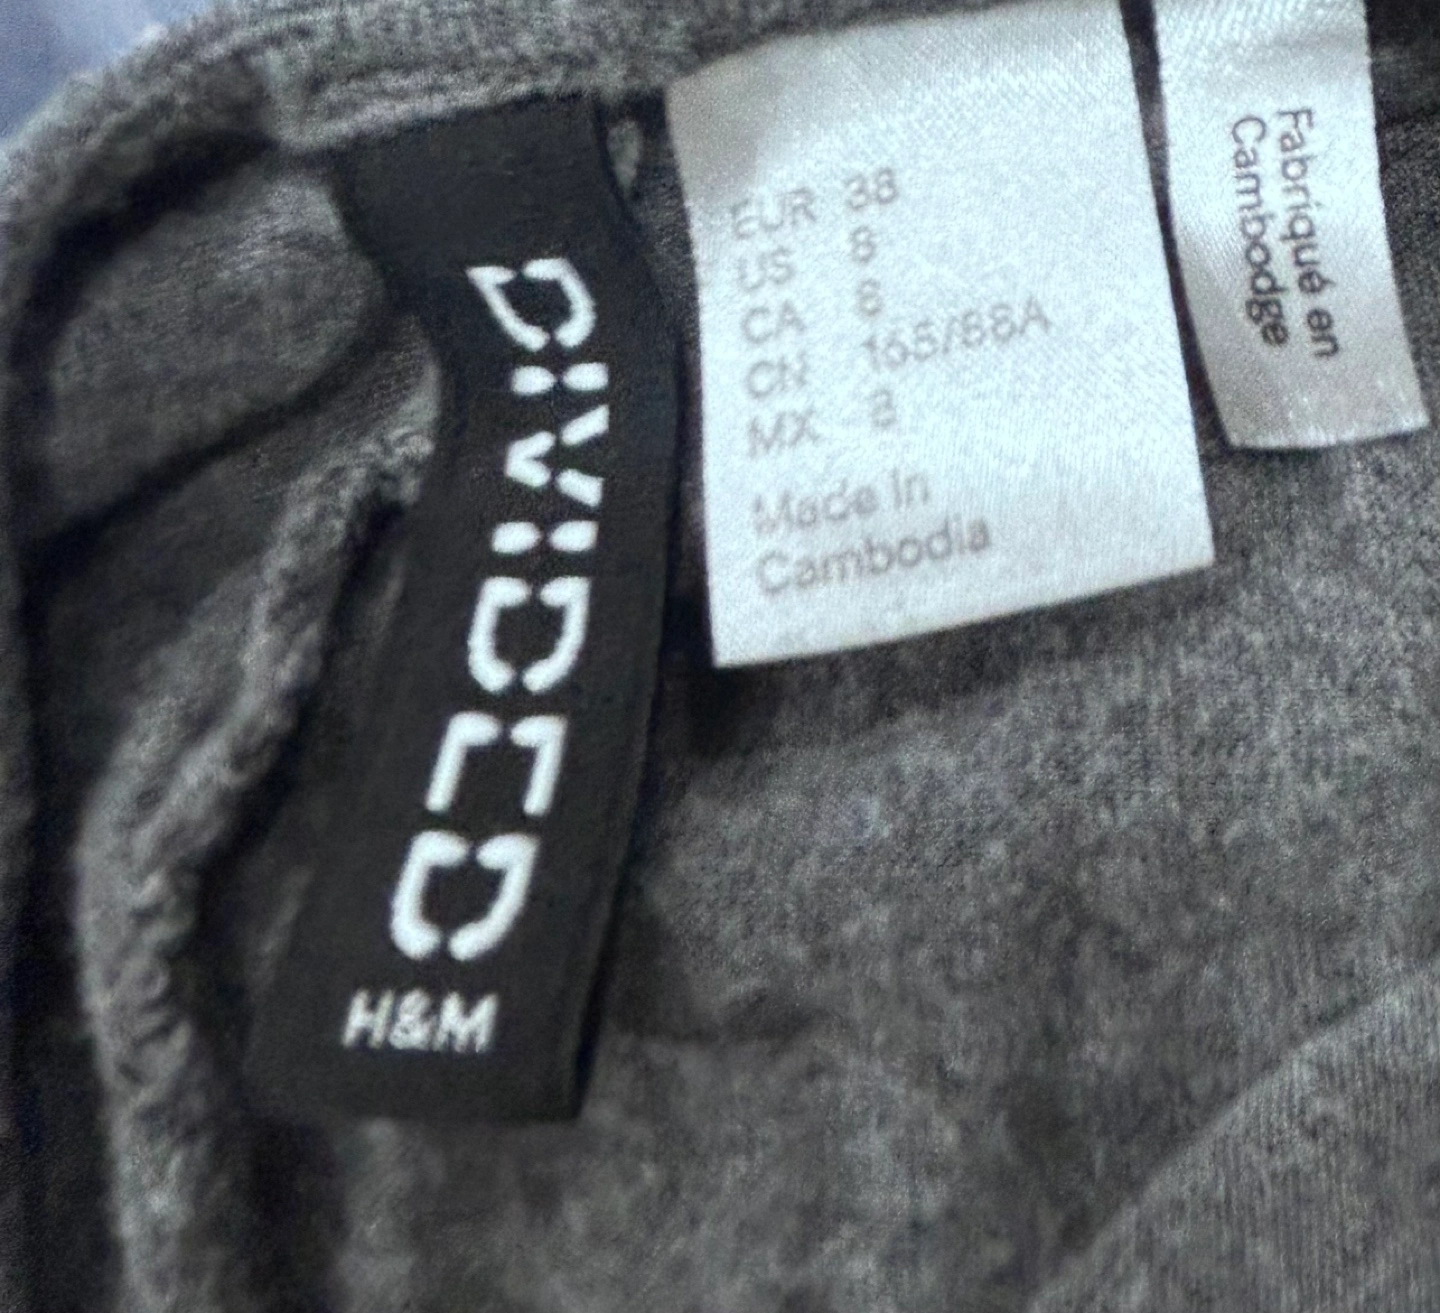 DIVIDED
H&M
EUR 38
US 8
CA 8
CN 165/88A
MX 8
Made in
Cambodia
Fabriqué en
Cambodge